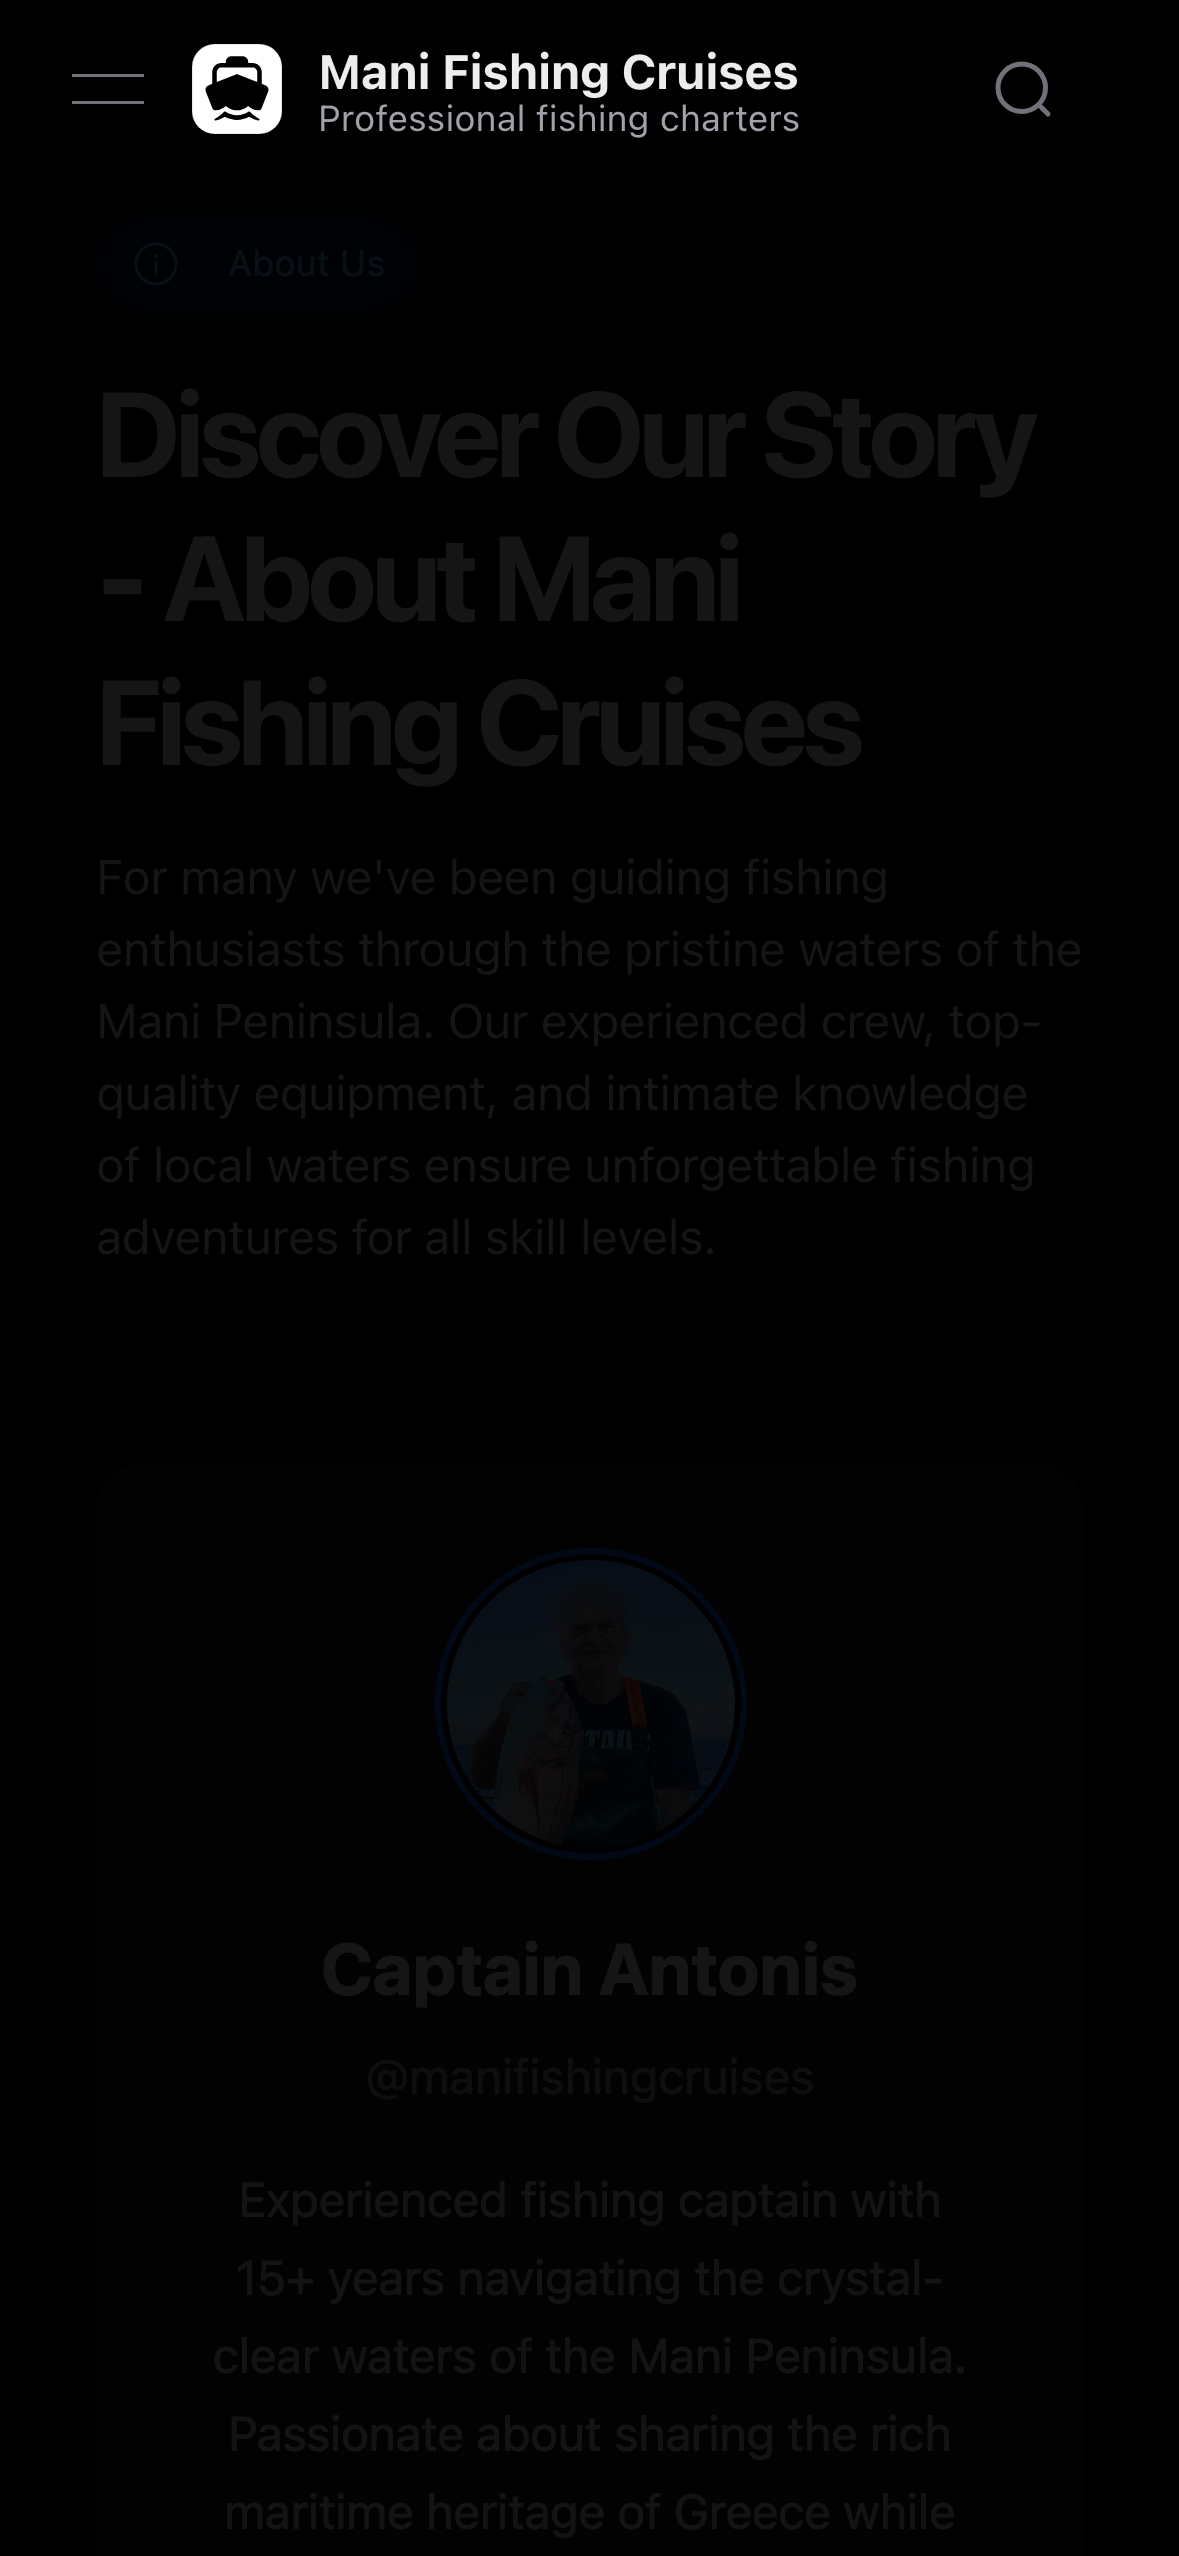 Mani Fishing Cruises
Professional fishing charters
About Us
Discover Our Story
- About Mani
Fishing Cruises
For many we've been guiding fishing
enthusiasts through the pristine waters of the
Mani Peninsula. Our experienced crew, top-
quality equipment, and intimate knowledge
of local waters ensure unforgettable fishing
adventures for all skill levels.
Captain Antonis
@manifishingcruises
Experienced fishing captain with
15+ years navigating the crystal-
clear waters of the Mani Peninsula.
Passionate about sharing the rich
maritime heritage of Greece while